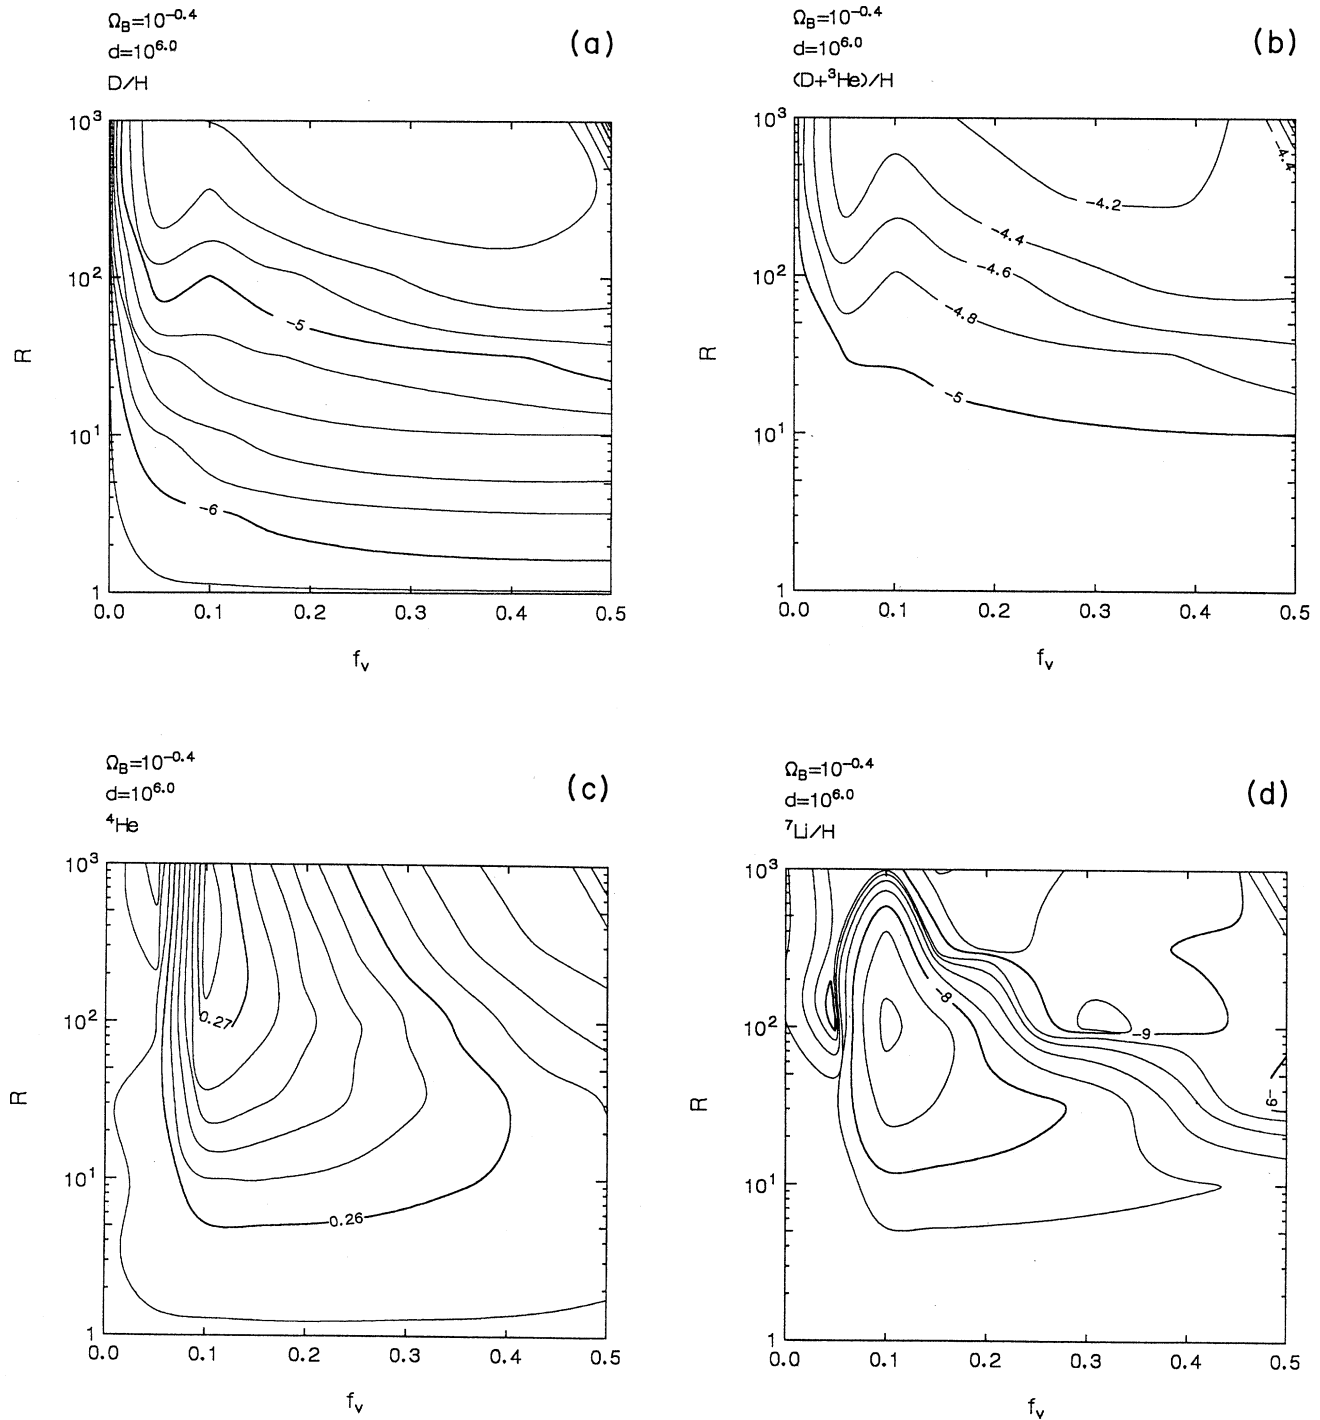 Ω_B=10^−0.4
d=10^6.0
D/H
(a)
10^3
10^2
10^1
1
R
−5
−6
0.0 0.1 0.2 0.3 0.4 0.5
f_v
Ω_B=10^−0.4
d=10^6.0
(D+^3He)/H
(b)
10^3
10^2
10^1
1
R
−4.4
−4.2
−4.4
−4.6
−4.8
−5
0.0 0.1 0.2 0.3 0.4 0.5
f_v
Ω_B=10^−0.4
d=10^6.0
^4He
(c)
10^3
10^2
10^1
1
R
0.27
0.26
0.0 0.1 0.2 0.3 0.4 0.5
f_v
Ω_B=10^−0.4
d=10^6.0
^7Li/H
(d)
10^3
10^2
10^1
1
R
−8
−9
−9
0.0 0.1 0.2 0.3 0.4 0.5
f_v